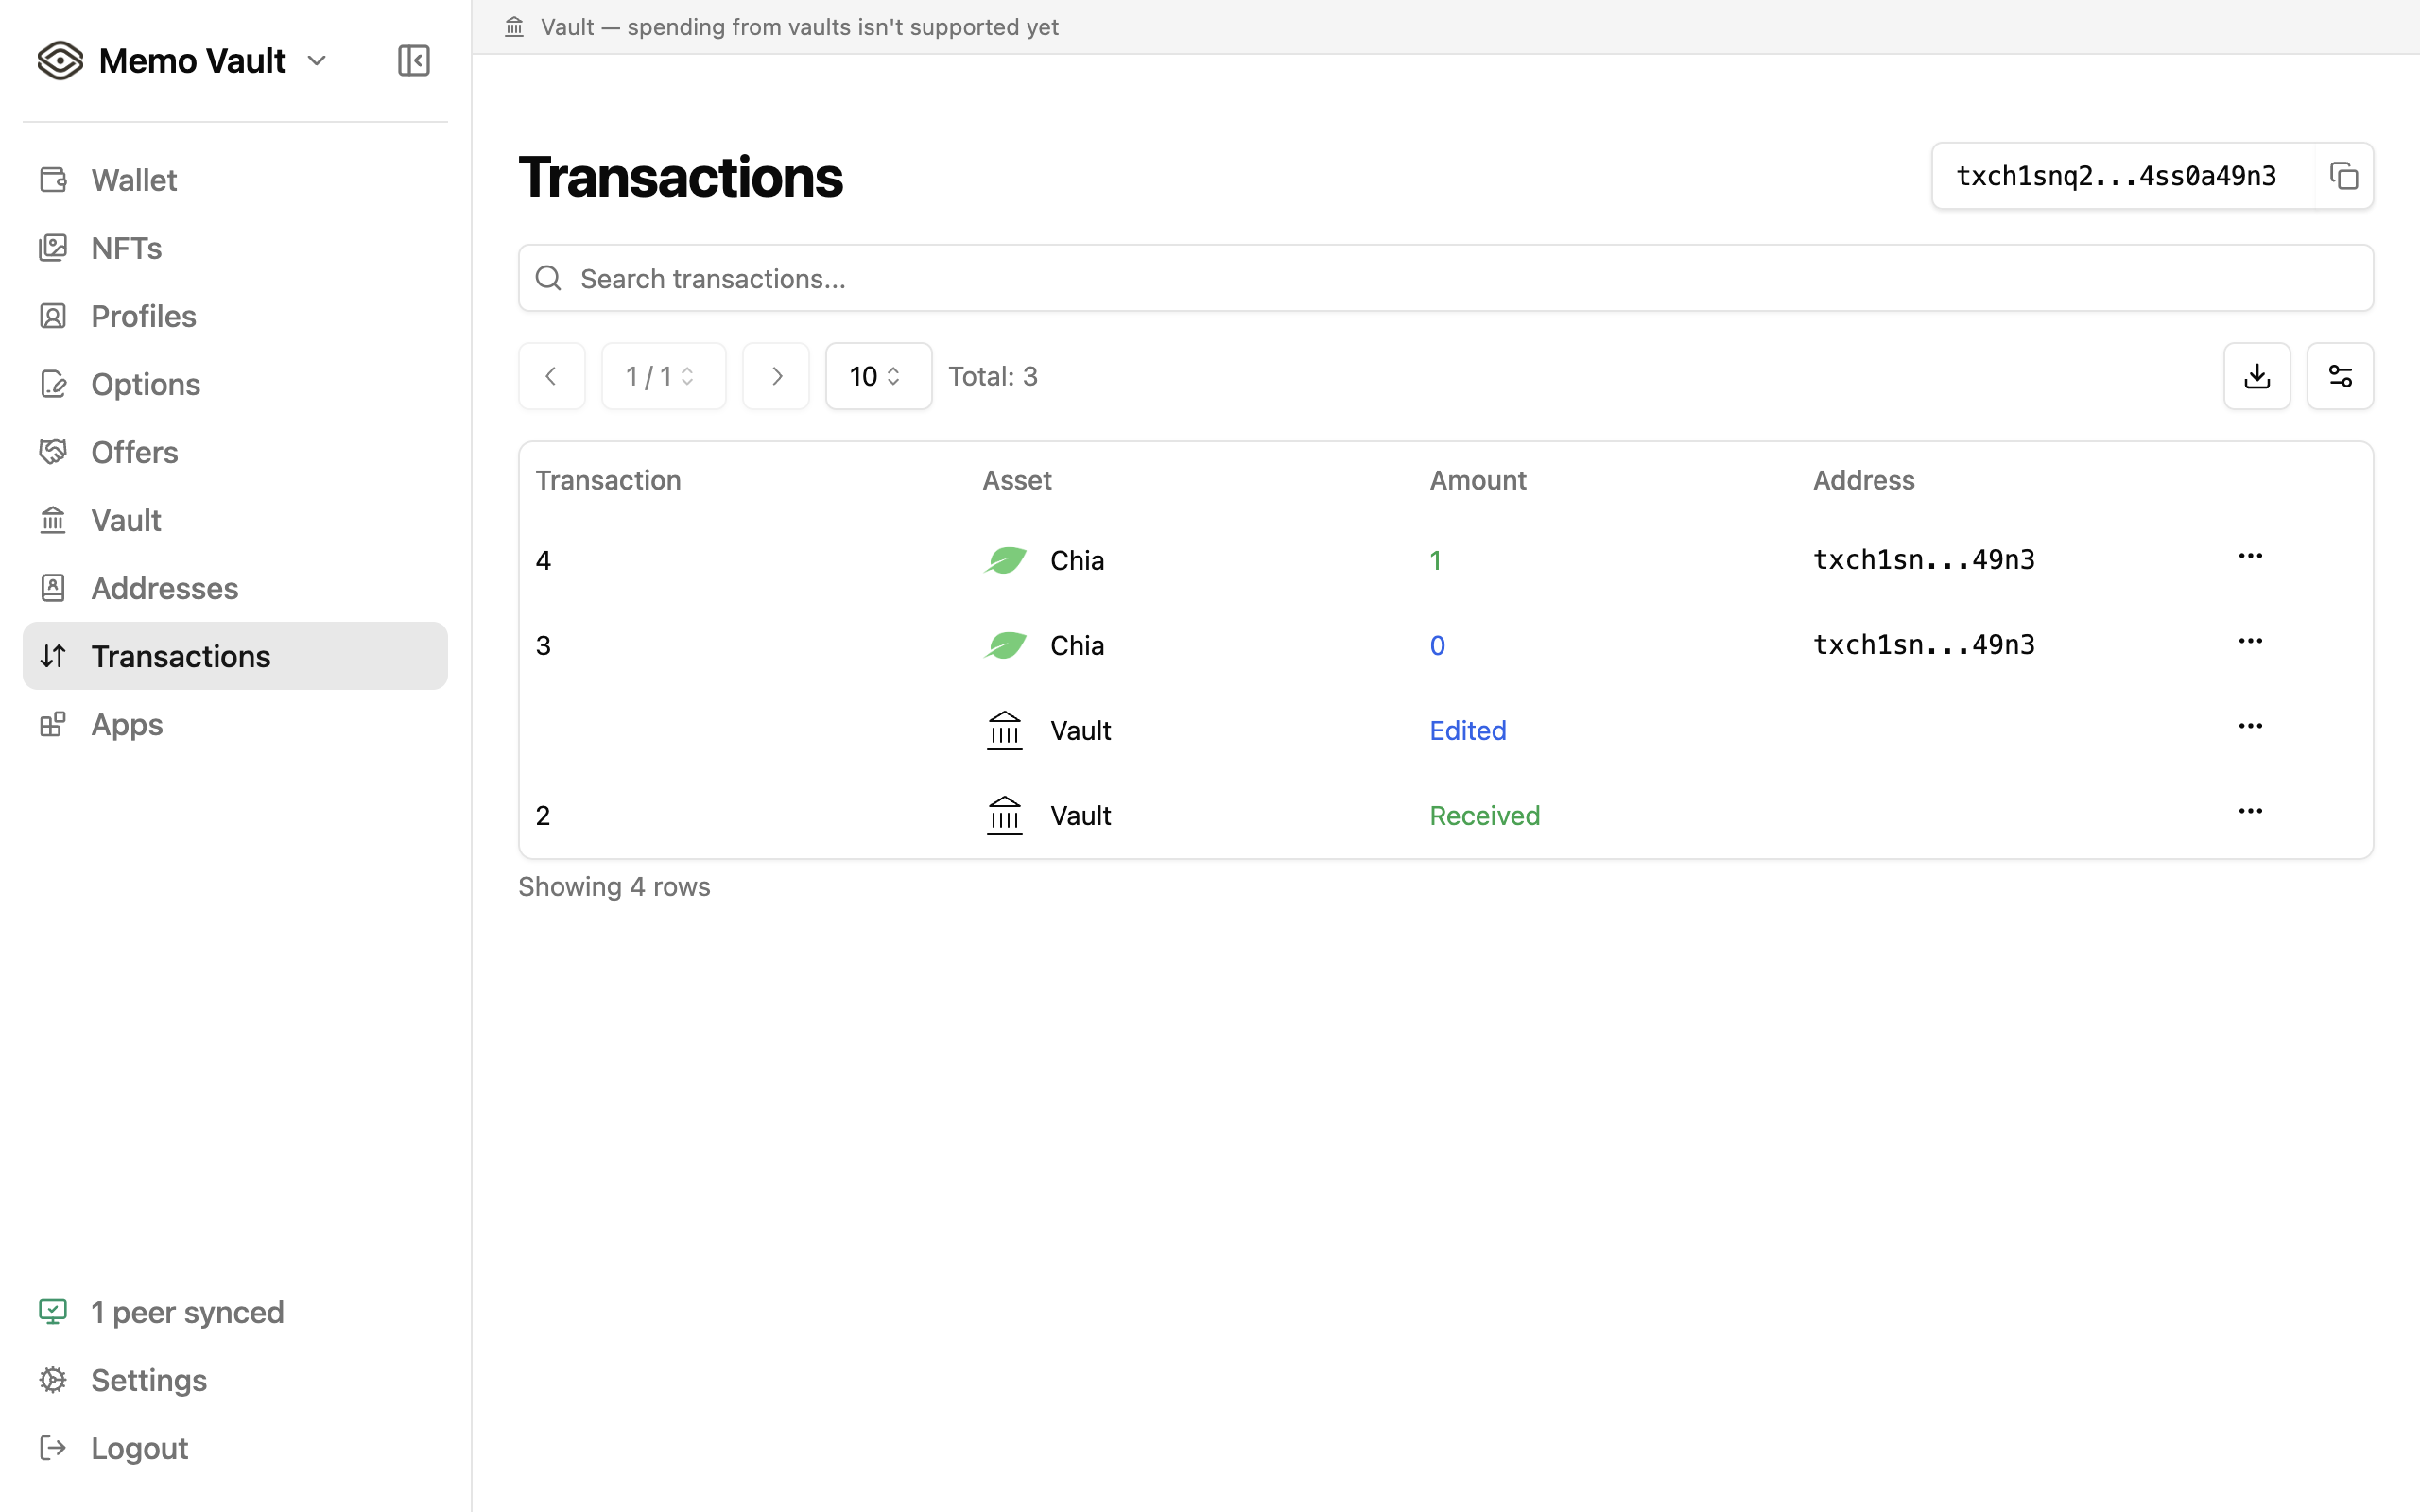 Memo Vault
Vault — spending from vaults isn't supported yet
Wallet
NFTs
Profiles
Options
Offers
Vault
Addresses
Transactions
Apps
1 peer synced
Settings
Logout
Transactions
txch1snq2...4ss0a49n3
Search transactions...
1 / 1
10
Total: 3
Transaction Asset Amount Address
4 Chia 1 txch1sn...49n3
3 Chia 0 txch1sn...49n3
Vault Edited
2 Vault Received
Showing 4 rows